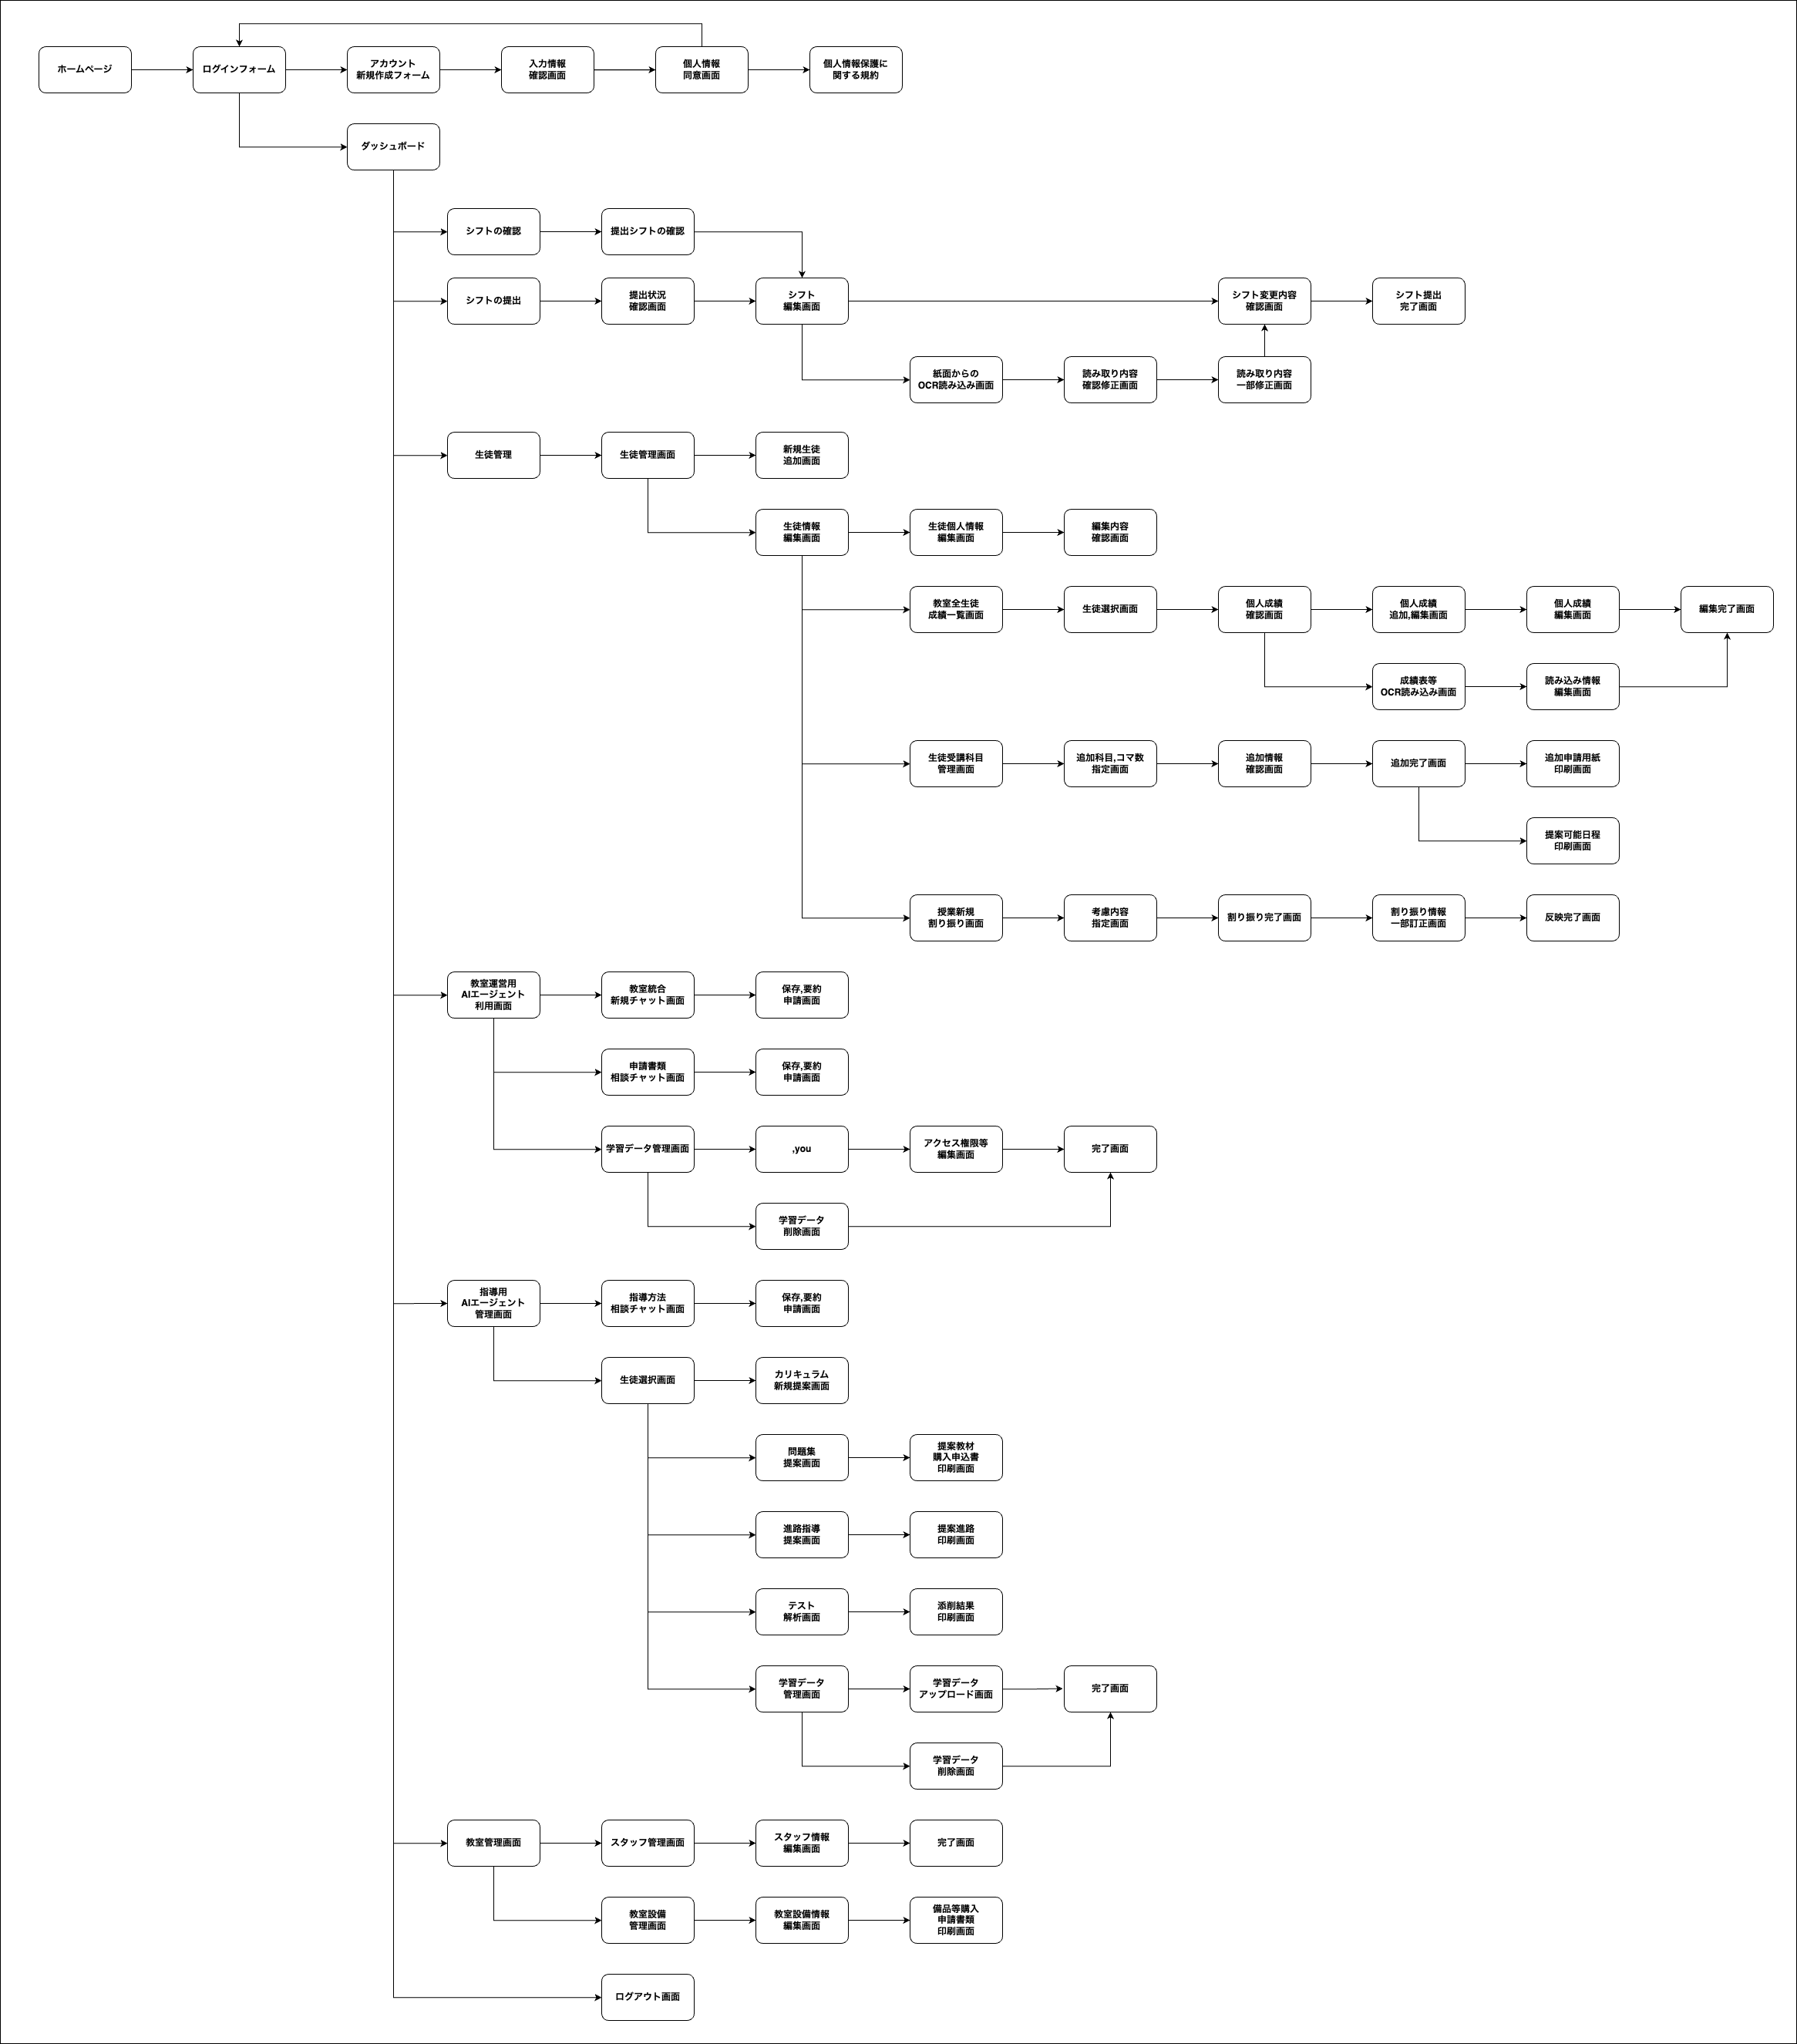 ホームページ
ログインフォーム
アカウント
新規作成フォーム
入力情報
確認画面
個人情報
同意画面
個人情報保護に
関する規約
ダッシュボード
シフトの確認
提出シフトの確認
シフトの提出
提出状況
確認画面
シフト
編集画面
シフト変更内容
確認画面
シフト提出
完了画面
紙面からの
OCR読み込み画面
読み取り内容
確認修正画面
読み取り内容
一部修正画面
生徒管理
生徒管理画面
新規生徒
追加画面
生徒情報
編集画面
生徒個人情報
編集画面
編集内容
確認画面
教室全生徒
成績一覧画面
生徒選択画面
個人成績
確認画面
個人成績
追加,編集画面
個人成績
編集画面
編集完了画面
成績表等
OCR読み込み画面
読み込み情報
編集画面
生徒受講科目
管理画面
追加科目,コマ数
指定画面
追加情報
確認画面
追加完了画面
追加申請用紙
印刷画面
提案可能日程
印刷画面
授業新規
割り振り画面
考慮内容
指定画面
割り振り完了画面
割り振り情報
一部訂正画面
反映完了画面
教室運営用
AIエージェント
利用画面
教室統合
新規チャット画面
保存,要約
申請画面
申請書類
相談チャット画面
保存,要約
申請画面
学習データ管理画面
,you
アクセス権限等
編集画面
完了画面
学習データ
削除画面
指導用
AIエージェント
管理画面
指導方法
相談チャット画面
保存,要約
申請画面
生徒選択画面
カリキュラム
新規提案画面
問題集
提案画面
提案教材
購入申込書
印刷画面
進路指導
提案画面
提案進路
印刷画面
テスト
解析画面
添削結果
印刷画面
学習データ
管理画面
学習データ
アップロード画面
完了画面
学習データ
削除画面
教室管理画面
スタッフ管理画面
スタッフ情報
編集画面
完了画面
教室設備
管理画面
教室設備情報
編集画面
備品等購入
申請書類
印刷画面
ログアウト画面